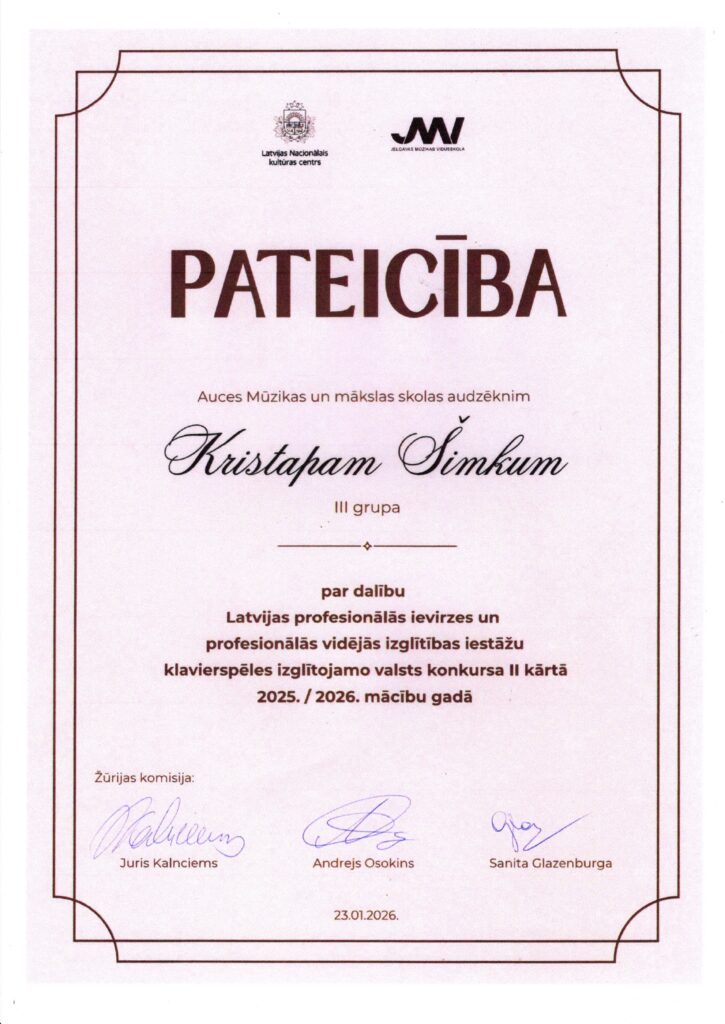 Latvijas Nacionālais
kultūras centrs
JMV
JELGAVAS MŪZIKAS VIDUSSKOLA
PATEICĪBA
Auces Mūzikas un mākslas skolas audzēknim
Kristapam Šimkum
III grupa
par dalību
Latvijas profesionālās ievirzes un
profesionālās vidējās izglītības iestāžu
klavierspēles izglītojamo valsts konkursa II kārtā
2025. / 2026. mācību gadā
Žūrijas komisija:
Juris Kalnciems Andrejs Osokins Sanita Glazenburga
23.01.2026.